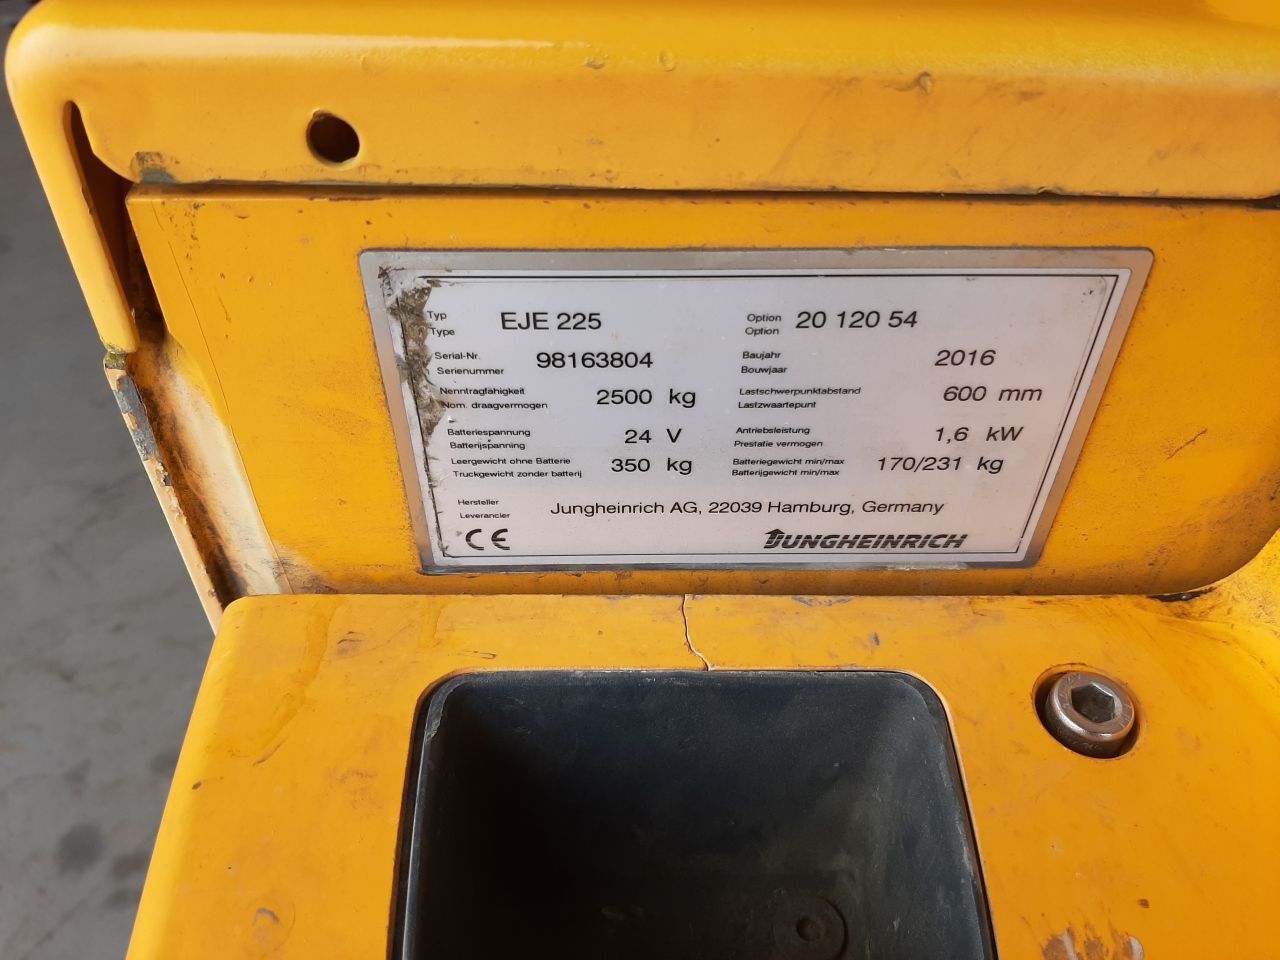 Typ EJE 225 Option 20 120 54
Type Option
Serial-Nr. 98163804 Baujahr 2016
Serienummer Bouwjaar
Nenntragfähigkeit 2500 kg Lastschwerpunktabstand 600 mm
Nom. draagvermogen Lastzwaartepunt
Batteriespannung 24 V Antriebsleistung 1,6 kW
Batterijspanning Prestatie vermogen
Leergewicht ohne Batterie 350 kg Batteriegewicht min/max 170/231 kg
Truckgewicht zonder batterij Batterijgewicht min/max
Hersteller Jungheinrich AG, 22039 Hamburg, Germany
Leverancier
CE JUNGHEINRICH